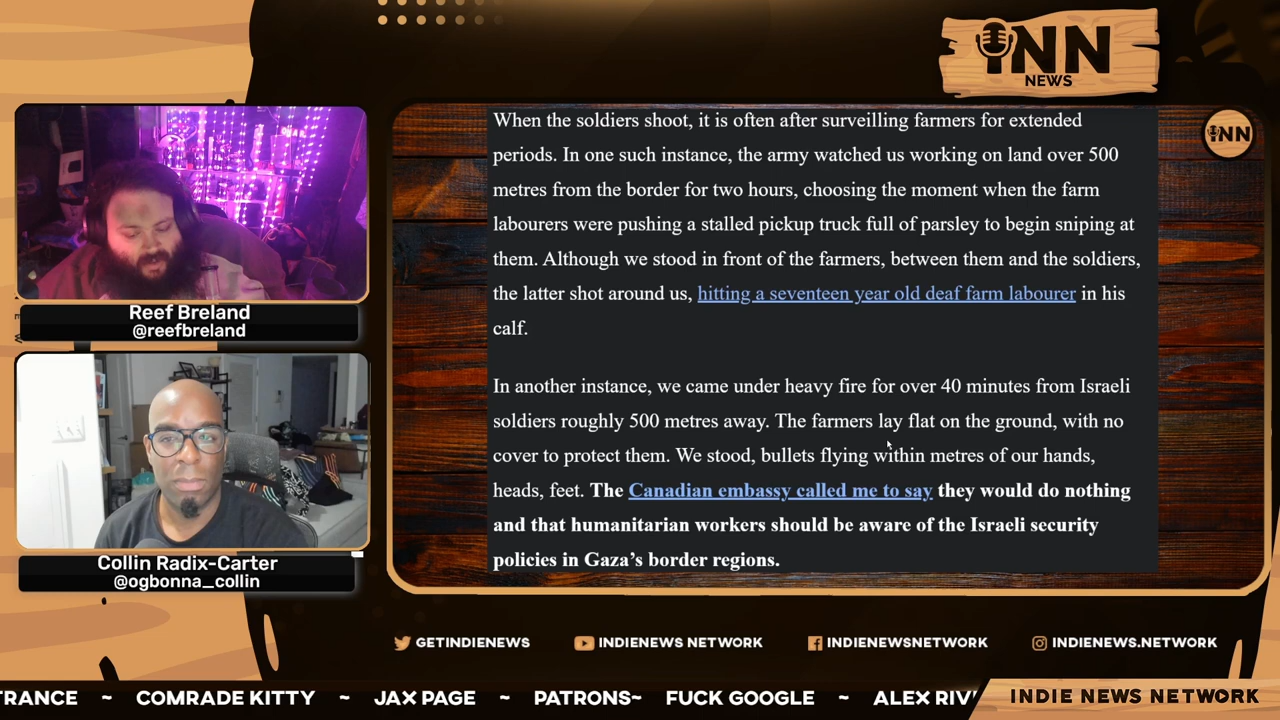 iNN
NEWS
iNN
When the soldiers shoot, it is often after surveilling farmers for extended
periods. In one such instance, the army watched us working on land over 500
metres from the border for two hours, choosing the moment when the farm
labourers were pushing a stalled pickup truck full of parsley to begin sniping at
them. Although we stood in front of the farmers, between them and the soldiers,
the latter shot around us, hitting a seventeen year old deaf farm labourer in his
calf.
In another instance, we came under heavy fire for over 40 minutes from Israeli
soldiers roughly 500 metres away. The farmers lay flat on the ground, with no
cover to protect them. We stood, bullets flying within metres of our hands,
heads, feet. The Canadian embassy called me to say they would do nothing
and that humanitarian workers should be aware of the Israeli security
policies in Gaza’s border regions.
Reef Breland
@reefbreland
Collin Radix-Carter
@ogbonna_collin
GETINDIENEWS INDIENEWS NETWORK INDIENEWSNETWORK INDIENEWS.NETWORK
TRANCE ~ COMRADE KITTY ~ JAX PAGE ~ PATRONS~ FUCK GOOGLE ~ ALEX RIV
INDIE NEWS NETWORK